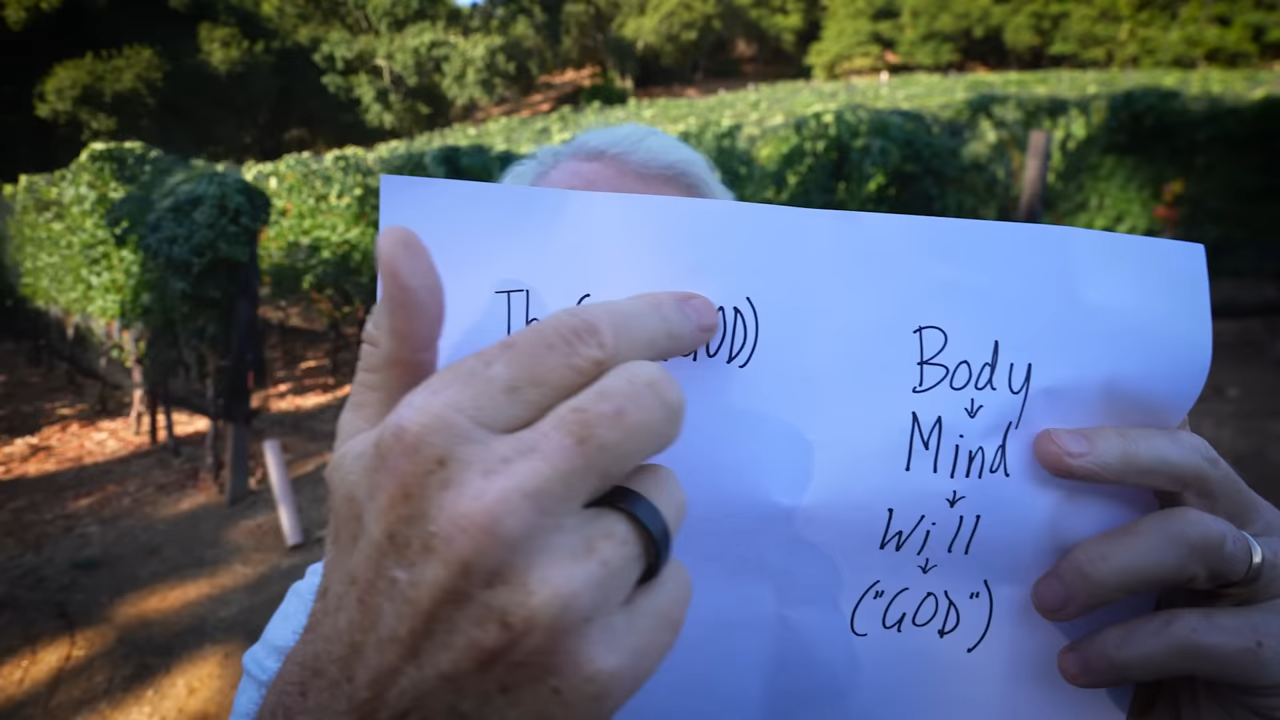 Body
↓
Mind
↓
Will
↓
("GOD")